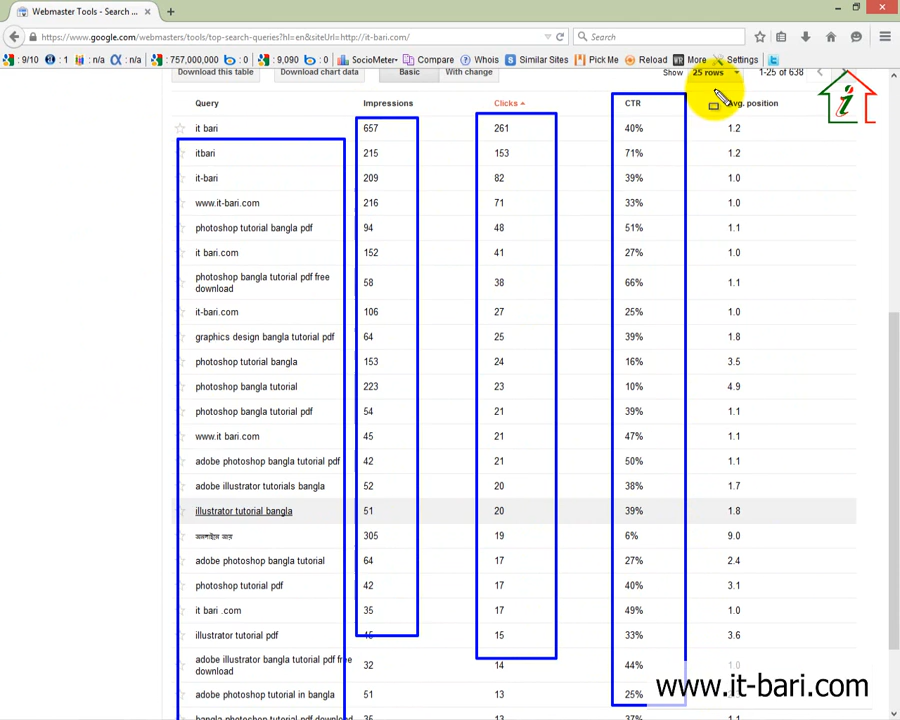 Webmaster Tools - Search ...
https://www.google.com/webmasters/tools/top-search-queries?hl=en&siteUrl=http://it-bari.com/
Search
: 9/10 : 1 : n/a : n/a : 757,000,000 : 0 : 9,090 : 0 SocioMeter Compare Whois Similar Sites Pick Me Reload More Settings
Download this table Download chart data Basic With change Show 25 rows 1-25 of 638
Query Impressions Clicks CTR Avg. position
it bari 657 261 40% 1.2
itbari 215 153 71% 1.2
it-bari 209 82 39% 1.0
www.it-bari.com 216 71 33% 1.0
photoshop tutorial bangla pdf 94 48 51% 1.1
it bari.com 152 41 27% 1.0
photoshop bangla tutorial pdf free
download 58 38 66% 1.1
it-bari.com 106 27 25% 1.0
graphics design bangla tutorial pdf 64 25 39% 1.8
photoshop tutorial bangla 153 24 16% 3.5
photoshop bangla tutorial 223 23 10% 4.9
photoshop bangla tutorial pdf 54 21 39% 1.1
www.it bari.com 45 21 47% 1.1
adobe photoshop bangla tutorial pdf 42 21 50% 1.1
adobe illustrator tutorials bangla 52 20 38% 1.7
illustrator tutorial bangla 51 20 39% 1.8
305 19 6% 9.0
adobe photoshop bangla tutorial 64 17 27% 2.4
photoshop tutorial pdf 42 17 40% 3.1
it bari .com 35 17 49% 1.0
illustrator tutorial pdf 45 15 33% 3.6
adobe illustrator bangla tutorial pdf free
download 32 14 44% 1.0
adobe photoshop tutorial in bangla 51 13 25%
bangla photoshop tutorial pdf download 35 13 37% 1.1
www.it-bari.com